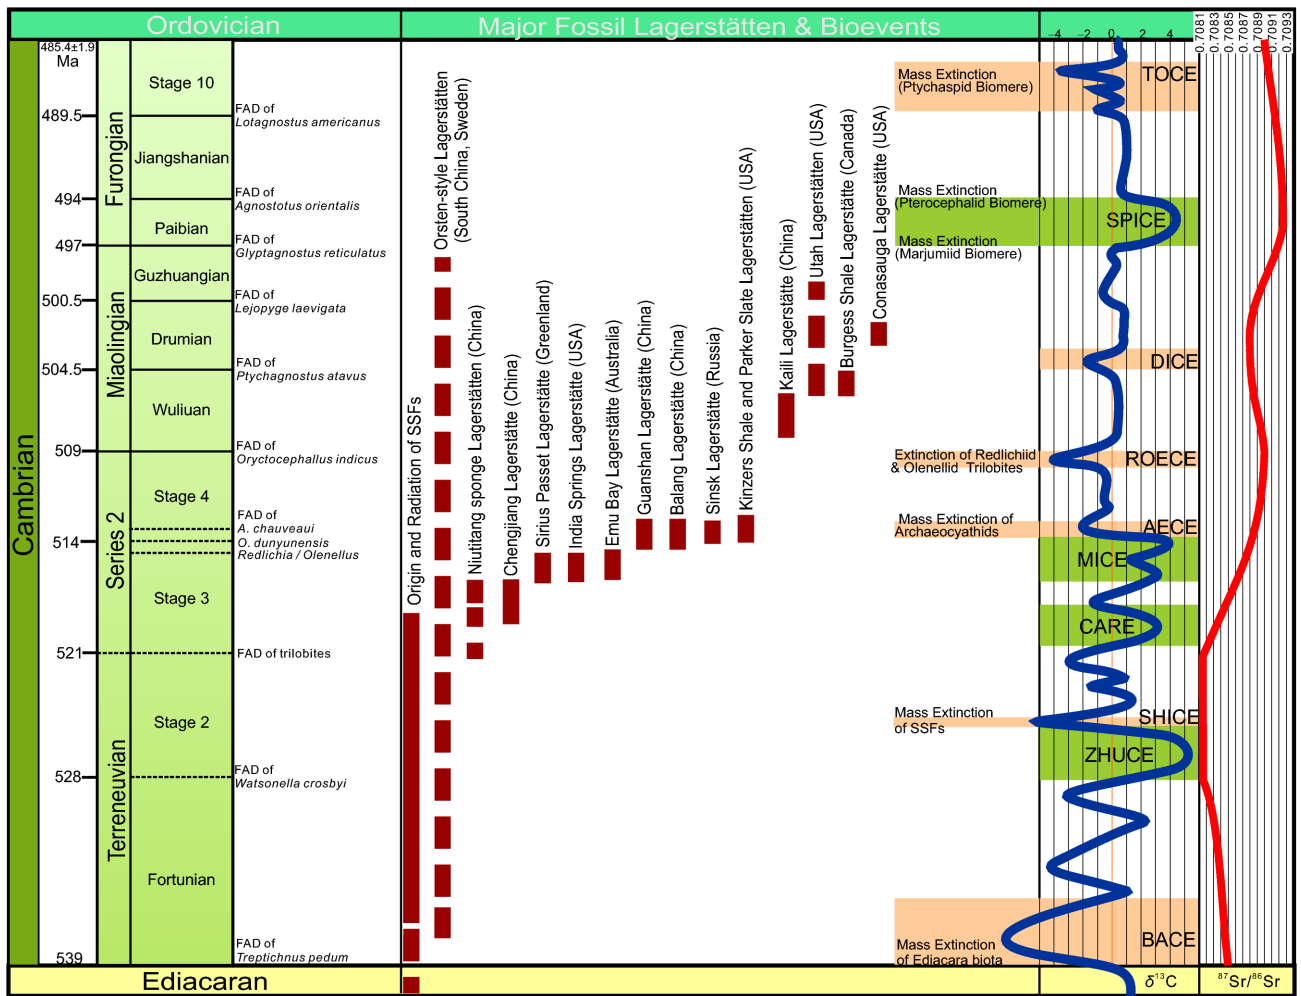 Ordovician
Major Fossil Lagerstätten & Bioevents
−4 −2 0 2 4
0.7081
0.7083
0.7085
0.7087
0.7089
0.7091
0.7093
Cambrian
485.4±1.9
Ma
489.5
494
497
500.5
504.5
509
514
521
528
539
Furongian
Miaolingian
Series 2
Terreneuvian
Stage 10
Jiangshanian
Paibian
Guzhuangian
Drumian
Wuliuan
Stage 4
Stage 3
Stage 2
Fortunian
FAD of
Lotagnostus americanus
FAD of
Agnostotus orientalis
FAD of
Glyptagnostus reticulatus
FAD of
Lejopyge laevigata
FAD of
Ptychagnostus atavus
FAD of
Oryctocephallus indicus
FAD of
A. chauveaui
O. dunyunensis
Redlichia / Olenellus
FAD of trilobites
FAD of
Watsonella crosbyi
FAD of
Treptichnus pedum
Origin and Radiation of SSFs
Orsten-style Lagerstätten
(South China, Sweden)
Niutitang sponge Lagerstätten (China)
Chengjiang Lagerstätte (China)
Sirius Passet Lagerstätte (Greenland)
India Springs Lagerstätte (USA)
Emu Bay Lagerstätte (Australia)
Guanshan Lagerstätte (China)
Balang Lagerstätte (China)
Sinsk Lagerstätte (Russia)
Kinzers Shale and Parker Slate Lagerstätten (USA)
Kaili Lagerstätte (China)
Utah Lagerstätten (USA)
Burgess Shale Lagerstätte (Canada)
Conasauga Lagerstätte (USA)
Mass Extinction
(Ptychaspid Biomere)
TOCE
Mass Extinction
(Pterocephalid Biomere)
SPICE
Mass Extinction
(Marjumiid Biomere)
DICE
Extinction of Redlichiid
& Olenellid Trilobites
ROECE
Mass Extinction of
Archaeocyathids
AECE
MICE
CARE
Mass Extinction
of SSFs
SHICE
ZHUCE
Mass Extinction
of Ediacara biota
BACE
Ediacaran
δ¹³C
⁸⁷Sr/⁸⁶Sr